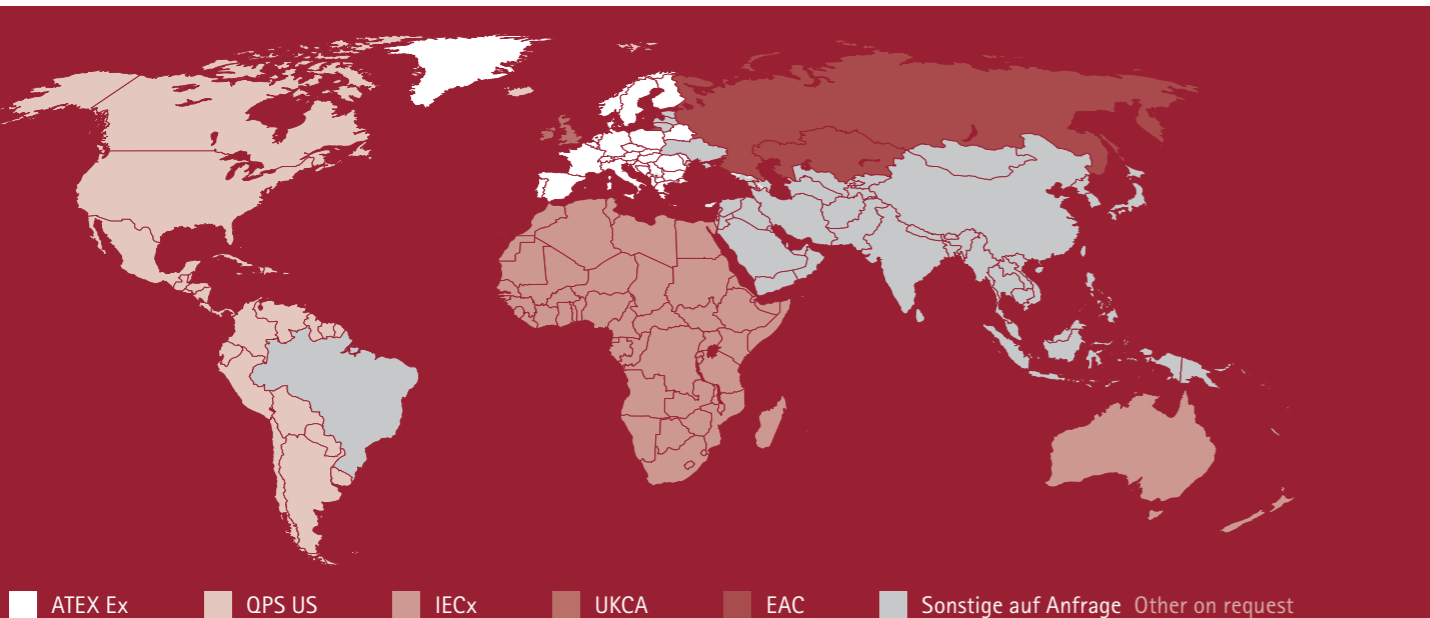 ATEX Ex QPS US IECx UKCA EAC Sonstige auf Anfrage Other on request